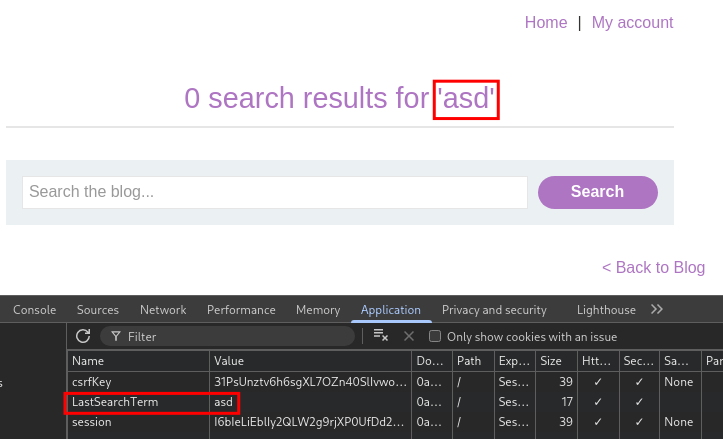 Home | My account
0 search results for 'asd'
Search the blog... Search
< Back to Blog
Console Sources Network Performance Memory Application Privacy and security Lighthouse
Filter Only show cookies with an issue
Name Value Do... Path Exp... Size Htt... Sec... Sa... Par
csrfKey 0a... / Ses... 39 ✓ ✓ None
LastSearchTerm asd 0a... / Ses... 17 ✓ ✓
session 0a... / Ses... 39 ✓ ✓ None